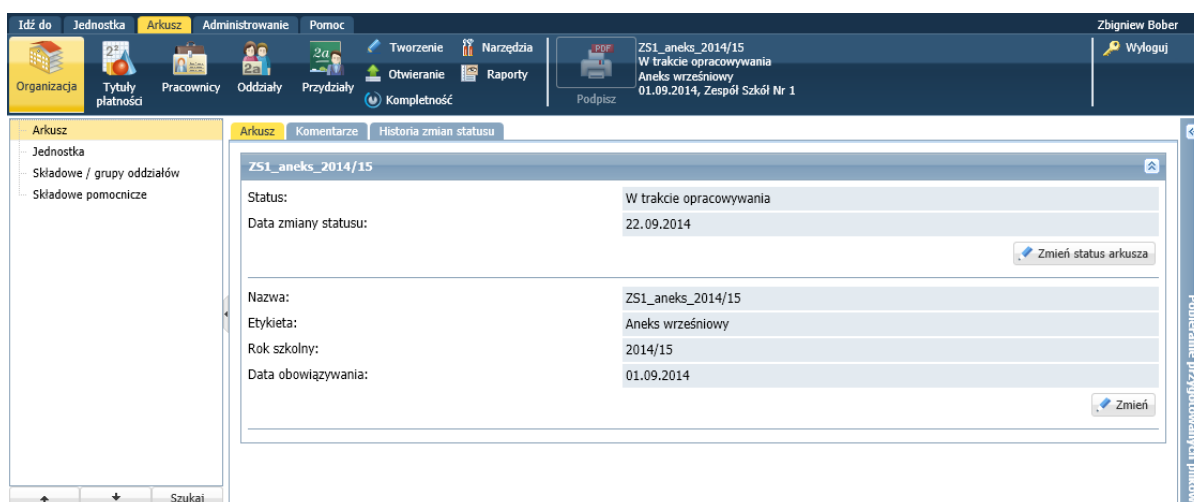 Idź do Jednostka Arkusz Administrowanie Pomoc Zbigniew Bober
Organizacja
Tytuły
płatności
Pracownicy
Oddziały
Przydziały
Tworzenie Narzędzia
Otwieranie Raporty
Kompletność
PDF
Podpisz
ZS1_aneks_2014/15
W trakcie opracowywania
Aneks wrześniowy
01.09.2014, Zespół Szkół Nr 1
Wyloguj
Arkusz
Jednostka
Składowe / grupy oddziałów
Składowe pomocnicze
Szukaj
Arkusz Komentarze Historia zmian statusu
ZS1_aneks_2014/15
Status: W trakcie opracowywania
Data zmiany statusu: 22.09.2014
Zmień status arkusza
Nazwa: ZS1_aneks_2014/15
Etykieta: Aneks wrześniowy
Rok szkolny: 2014/15
Data obowiązywania: 01.09.2014
Zmień
Pobieranie przygotowanych plików